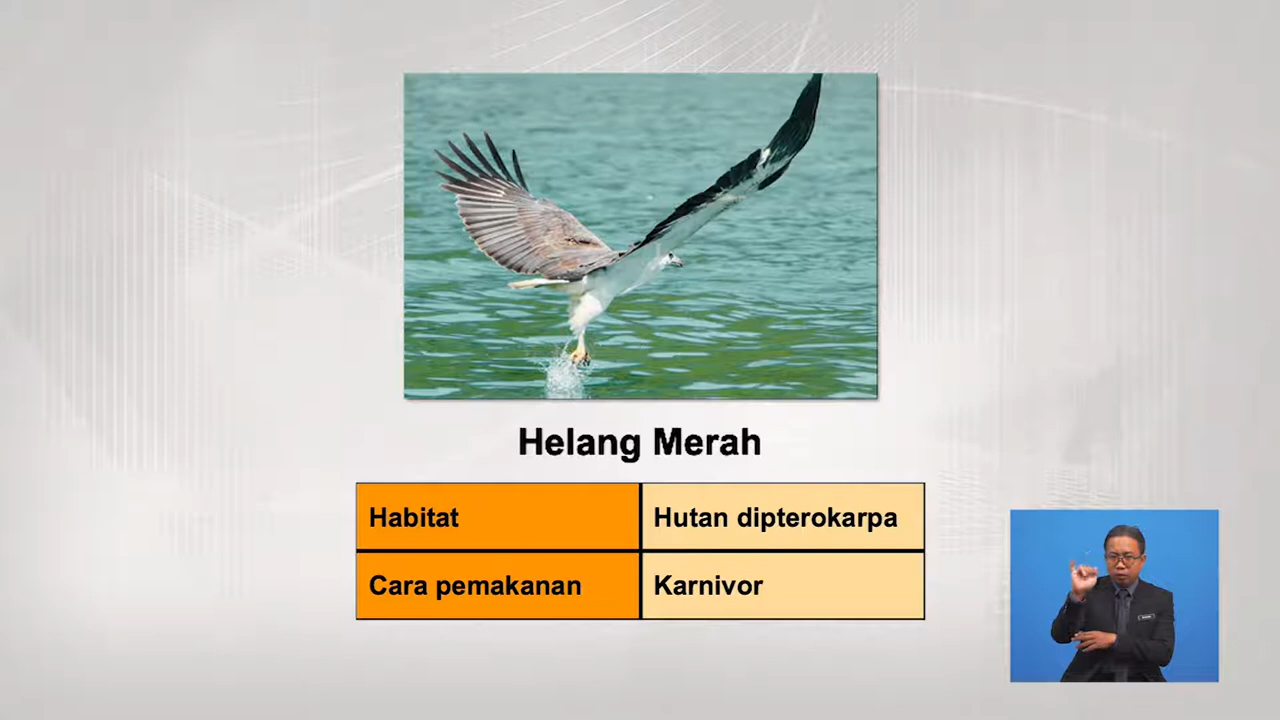 Helang Merah
Habitat
Hutan dipterokarpa
Cara pemakanan
Karnivor